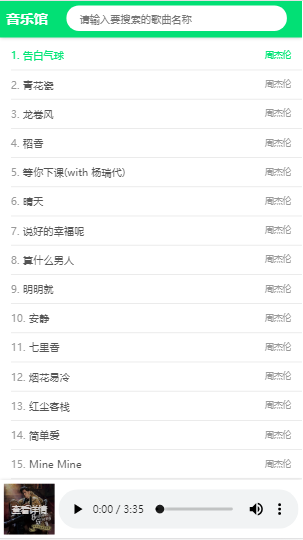 音乐馆 请输入要搜索的歌曲名称
1. 告白气球 周杰伦
2. 青花瓷 周杰伦
3. 龙卷风 周杰伦
4. 稻香 周杰伦
5. 等你下课(with 杨瑞代) 周杰伦
6. 晴天 周杰伦
7. 说好的幸福呢 周杰伦
8. 算什么男人 周杰伦
9. 明明就 周杰伦
10. 安静 周杰伦
11. 七里香 周杰伦
12. 烟花易冷 周杰伦
13. 红尘客栈 周杰伦
14. 简单爱 周杰伦
15. Mine Mine 周杰伦
查看详情 0:00 / 3:35